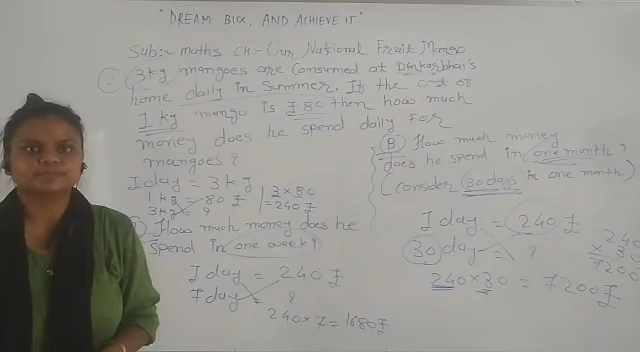 "DREAM BIG, AND ACHIEVE IT"
Sub:- maths CH:- Our National Fruit Mango
3kg mangoes are consumed at Dinkarbhai's
home daily in Summer. If the cost of
1 kg mango is ₹ 80 then how much
money does he spend daily for
mangoes?
1 day = 3 kg
1 kg = 80 ₹
3 kg = ?
3 × 80
= 240 ₹
How much money does he
spend in one week?
1 day = 240 ₹
7 day = ?
240 × 7 = 1680 ₹
(B) How much money
does he spend in one month?
(consider 30 days in one month.)
1 day = 240 ₹
30 day = ?
240 × 30 = 7200 ₹
240
× 30
7200